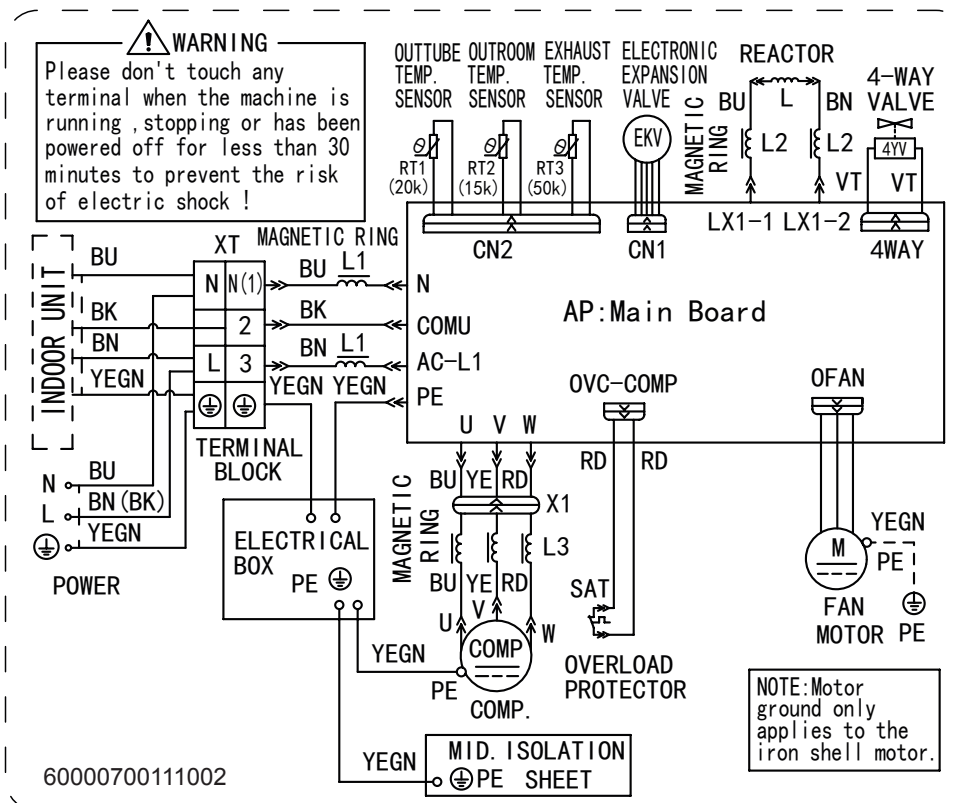 WARNING
Please don't touch any
terminal when the machine is
running ,stopping or has been
powered off for less than 30
minutes to prevent the risk
of electric shock !
OUTTUBE OUTROOM EXHAUST ELECTRONIC
TEMP. TEMP. TEMP. EXPANSION
SENSOR SENSOR SENSOR VALVE
REACTOR
4-WAY
VALVE
BU L BN
MAGNETIC
RING
EKV
L2 L2
4YV
RT1 RT2 RT3
(20k) (15k) (50k)
VT VT
LX1-1 LX1-2
CN2 CN1 4WAY
INDOOR UNIT
XT
MAGNETIC RING
BU
BU L1
N N(1) N
BK
BK
2 COMU
AP:Main Board
BN
BN L1
L 3 AC-L1
YEGN
YEGN YEGN
PE
OVC-COMP
OFAN
U V W
TERMINAL
BLOCK
RD RD
N BU
L BN(BK)
YEGN
POWER
BU YE RD
X1
MAGNETIC
RING
L3
ELECTRICAL
BOX PE
BU YE RD
YEGN
M
PE
SAT
FAN
MOTOR PE
U V W
COMP
YEGN
PE
COMP.
OVERLOAD
PROTECTOR
NOTE:Motor
ground only
applies to the
iron shell motor.
YEGN
MID. ISOLATION
PE SHEET
60000700111002